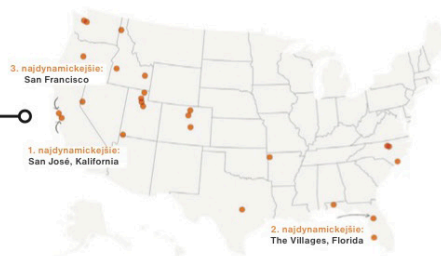 3. najdynamickejšie:
San Francisco
1. najdynamickejšie:
San José, Kalifornia
2. najdynamickejšie:
The Villages, Florida